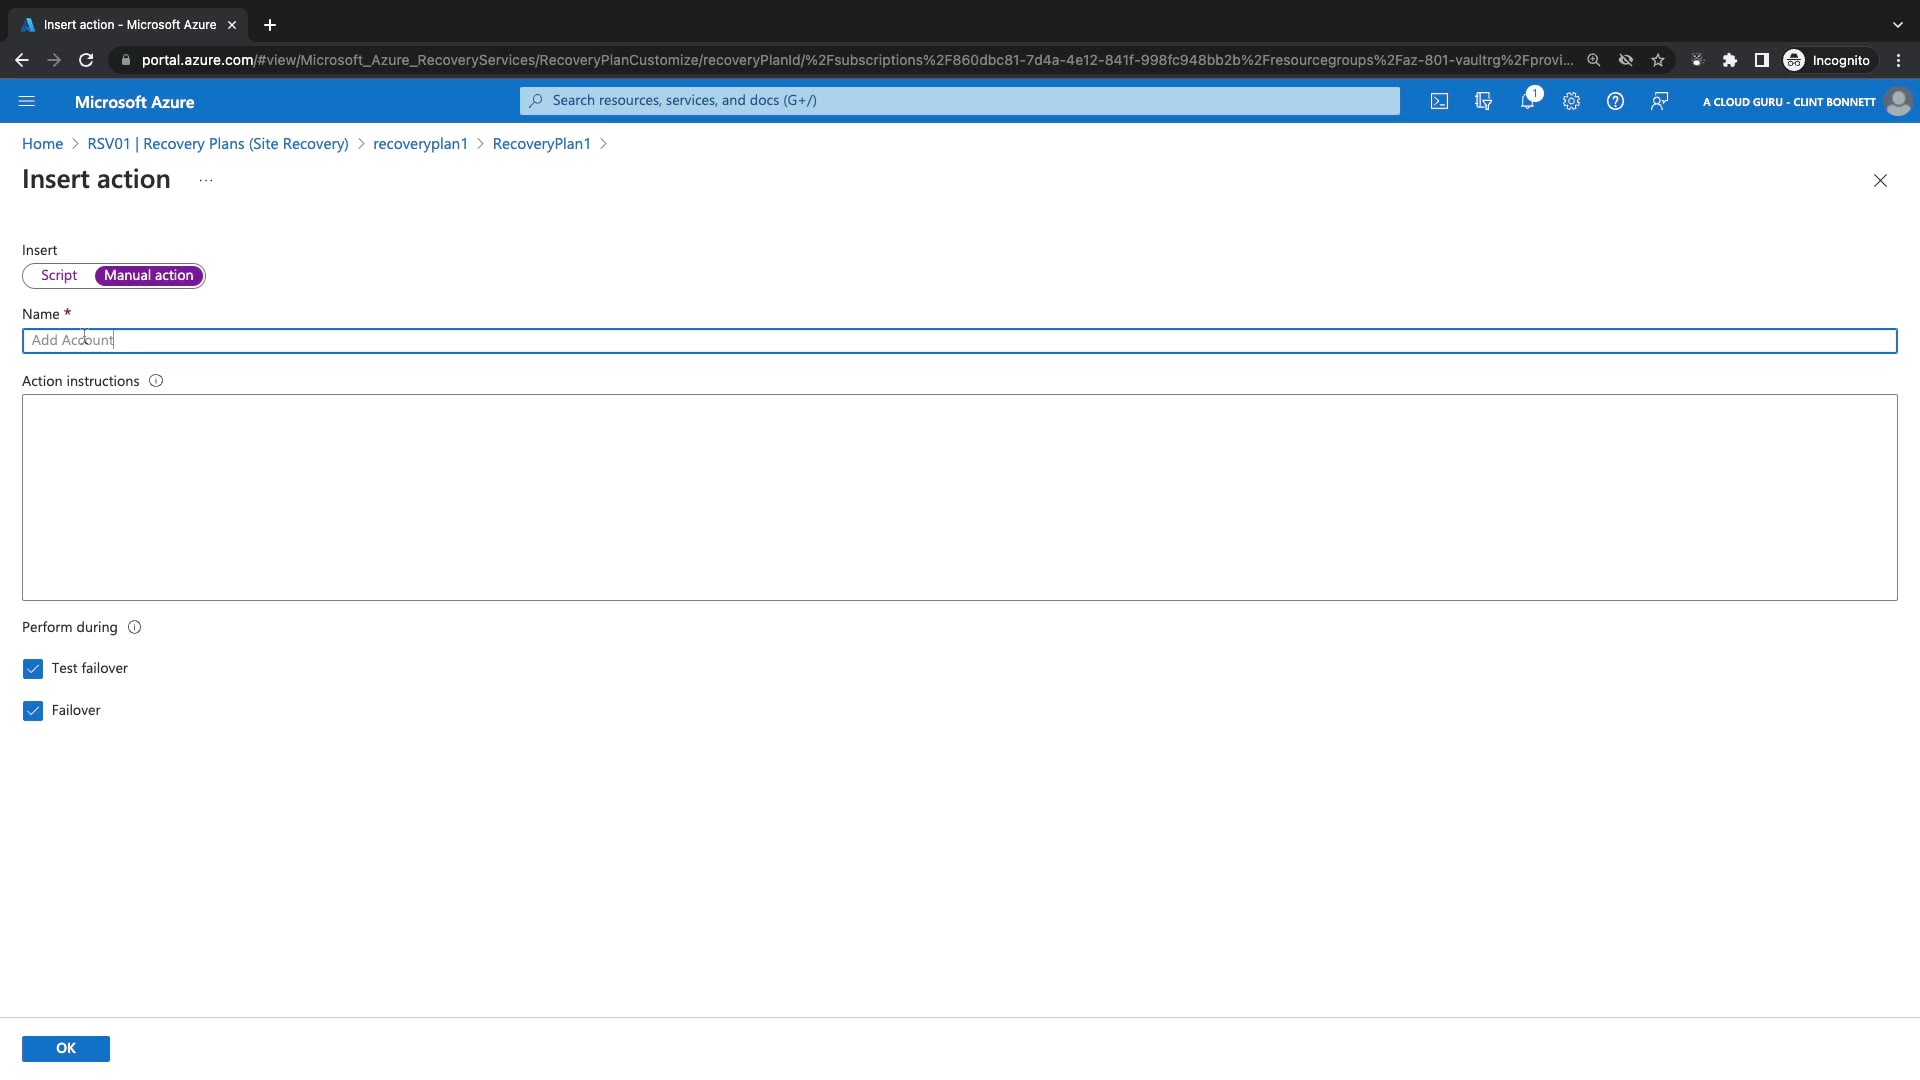 Insert action - Microsoft Azure
portal.azure.com/#view/Microsoft_Azure_RecoveryServices/RecoveryPlanCustomize/recoveryPlanId/%2Fsubscriptions%2F860dbc81-7d4a-4e12-841f-998fc948bb2b%2Fresourcegroups%2Faz-801-vaultrg%2Fprovi...
Incognito
Microsoft Azure
Search resources, services, and docs (G+/)
1
A CLOUD GURU - CLINT BONNETT
Home > RSV01 | Recovery Plans (Site Recovery) > recoveryplan1 > RecoveryPlan1 >
Insert action ...
Insert
Script Manual action
Name *
Add Account
Action instructions
Perform during
Test failover
Failover
OK